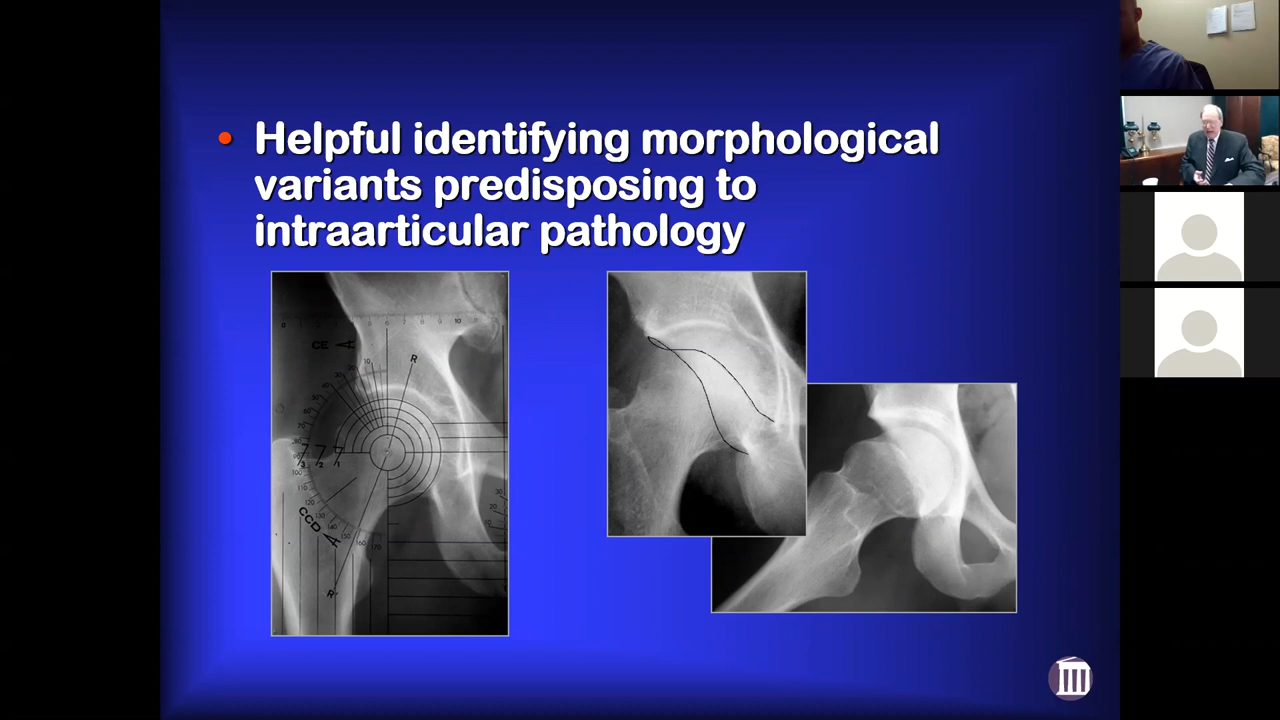 • Helpful identifying morphological
variants predisposing to
intraarticular pathology
CE A
R
CCD A
R